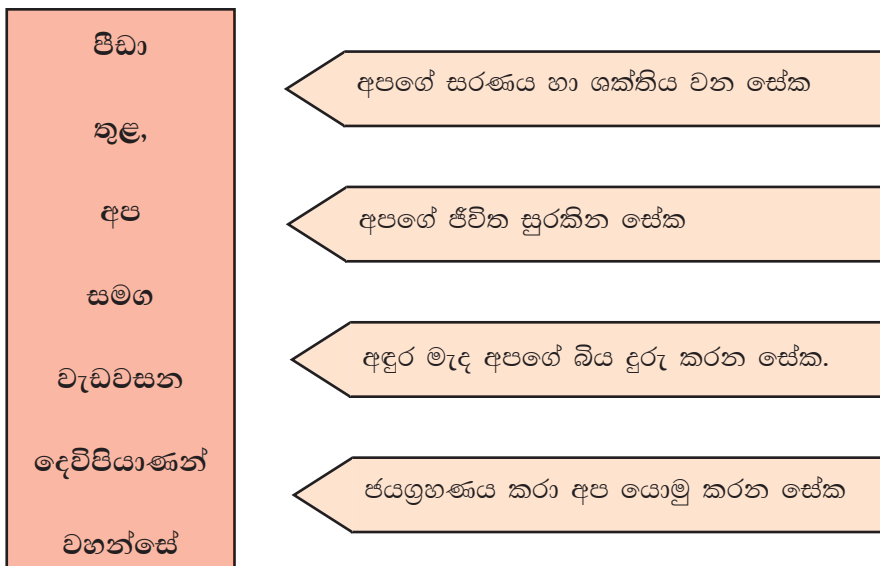 පීඩා
තුළ,
අප
සමග
වැඩවසන
දෙවිපියාණන්
වහන්සේ
අපගේ සරණය හා ශක්තිය වන සේක
අපගේ ජීවිත සුරකින සේක
අඳුර මැද අපගේ බිය දුරු කරන සේක.
ජයග්‍රහණය කරා අප යොමු කරන සේක